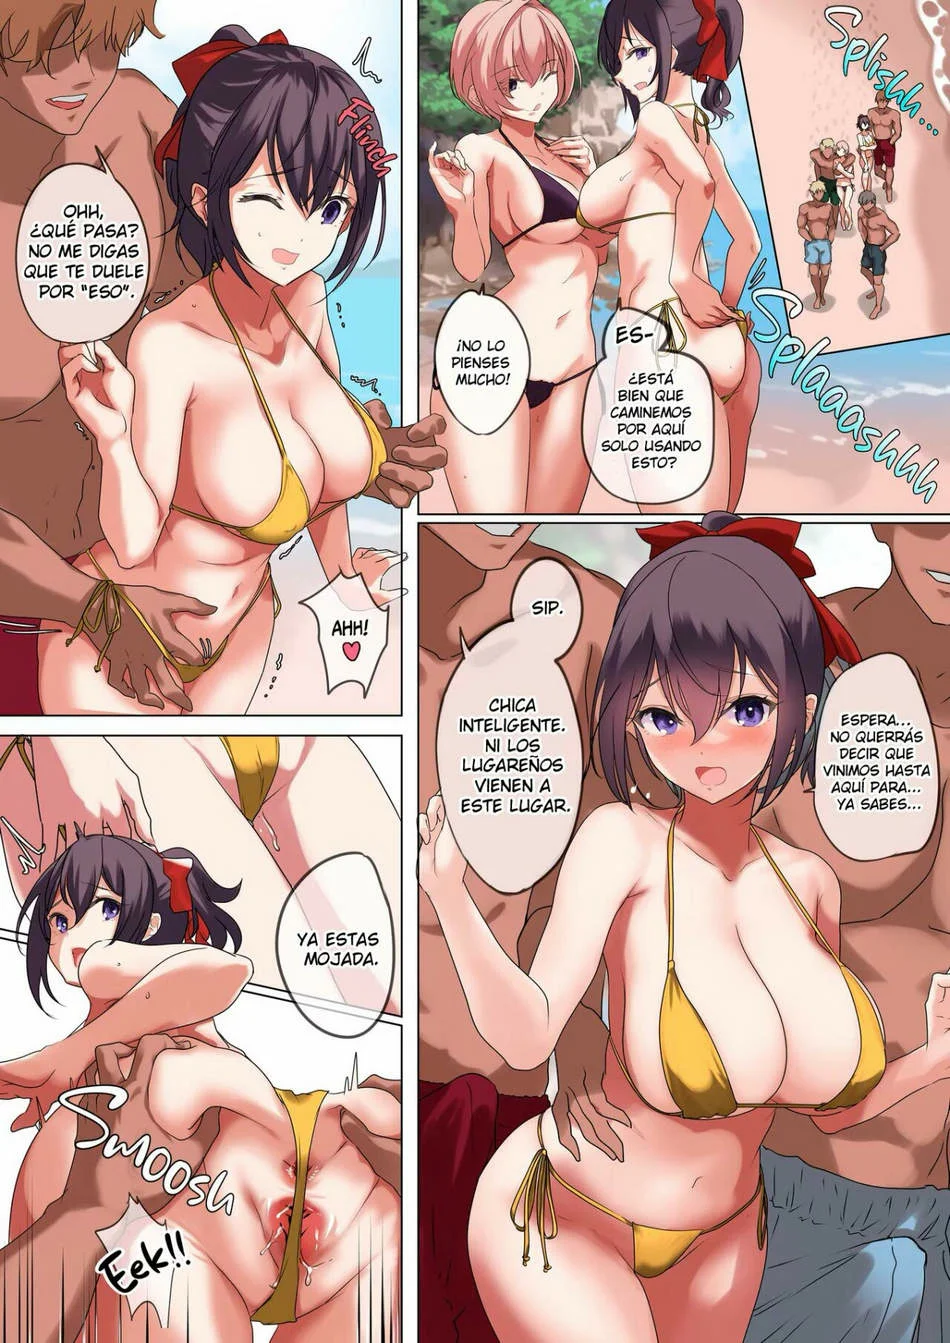 Splishh...
ES-
¿ESTÁ
BIEN QUE
CAMINEMOS
POR AQUÍ
SOLO USANDO
ESTO?
¡NO LO
PIENSES
MUCHO!
Splaaaashhh
Flinch
OHH,
¿QUÉ PASA?
NO ME DIGAS
QUE TE DUELE
POR "ESO".
AHH!
ESPERA...
NO QUERRÁS
DECIR QUE
VINIMOS HASTA
AQUÍ PARA...
YA SABES...
SIP.
CHICA
INTELIGENTE.
NI LOS
LUGAREÑOS
VIENEN A
ESTE LUGAR.
YA ESTAS
MOJADA.
Smoosh
Eek!!